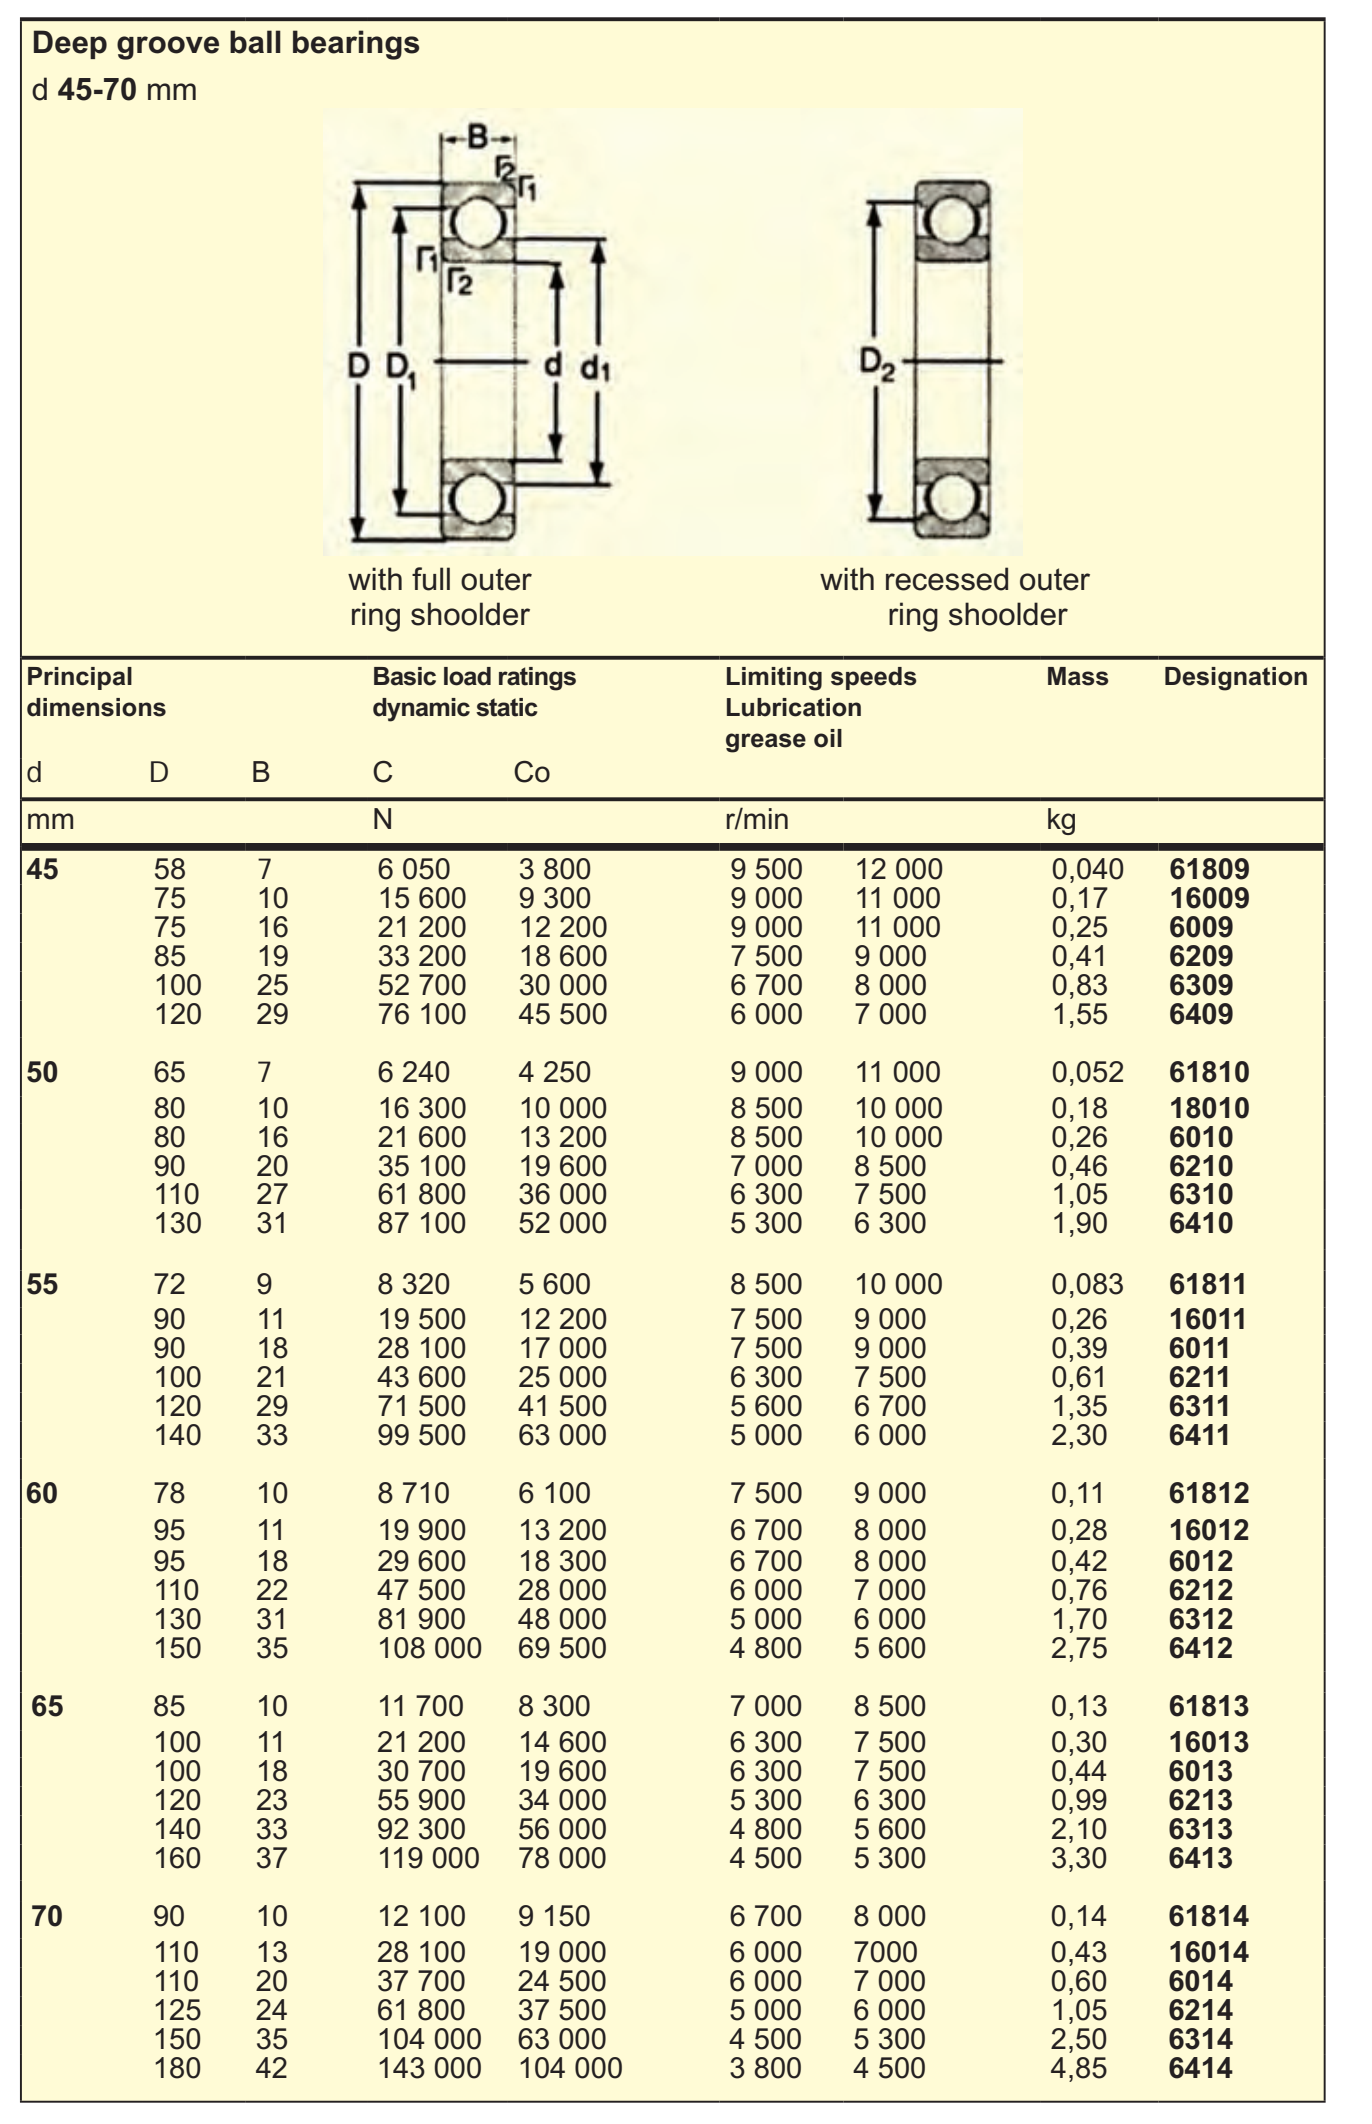 Deep groove ball bearings
d 45-70 mm
B
r2
r1
r1
r2
D D1 d d1
D2
with full outer
ring shoolder
with recessed outer
ring shoolder
Principal Basic load ratings Limiting speeds Mass Designation
dimensions dynamic static Lubrication
grease oil
d D B C Co
mm N r/min kg
45 58 7 6 050 3 800 9 500 12 000 0,040 61809
75 10 15 600 9 300 9 000 11 000 0,17 16009
75 16 21 200 12 200 9 000 11 000 0,25 6009
85 19 33 200 18 600 7 500 9 000 0,41 6209
100 25 52 700 30 000 6 700 8 000 0,83 6309
120 29 76 100 45 500 6 000 7 000 1,55 6409
50 65 7 6 240 4 250 9 000 11 000 0,052 61810
80 10 16 300 10 000 8 500 10 000 0,18 18010
80 16 21 600 13 200 8 500 10 000 0,26 6010
90 20 35 100 19 600 7 000 8 500 0,46 6210
110 27 61 800 36 000 6 300 7 500 1,05 6310
130 31 87 100 52 000 5 300 6 300 1,90 6410
55 72 9 8 320 5 600 8 500 10 000 0,083 61811
90 11 19 500 12 200 7 500 9 000 0,26 16011
90 18 28 100 17 000 7 500 9 000 0,39 6011
100 21 43 600 25 000 6 300 7 500 0,61 6211
120 29 71 500 41 500 5 600 6 700 1,35 6311
140 33 99 500 63 000 5 000 6 000 2,30 6411
60 78 10 8 710 6 100 7 500 9 000 0,11 61812
95 11 19 900 13 200 6 700 8 000 0,28 16012
95 18 29 600 18 300 6 700 8 000 0,42 6012
110 22 47 500 28 000 6 000 7 000 0,76 6212
130 31 81 900 48 000 5 000 6 000 1,70 6312
150 35 108 000 69 500 4 800 5 600 2,75 6412
65 85 10 11 700 8 300 7 000 8 500 0,13 61813
100 11 21 200 14 600 6 300 7 500 0,30 16013
100 18 30 700 19 600 6 300 7 500 0,44 6013
120 23 55 900 34 000 5 300 6 300 0,99 6213
140 33 92 300 56 000 4 800 5 600 2,10 6313
160 37 119 000 78 000 4 500 5 300 3,30 6413
70 90 10 12 100 9 150 6 700 8 000 0,14 61814
110 13 28 100 19 000 6 000 7000 0,43 16014
110 20 37 700 24 500 6 000 7 000 0,60 6014
125 24 61 800 37 500 5 000 6 000 1,05 6214
150 35 104 000 63 000 4 500 5 300 2,50 6314
180 42 143 000 104 000 3 800 4 500 4,85 6414